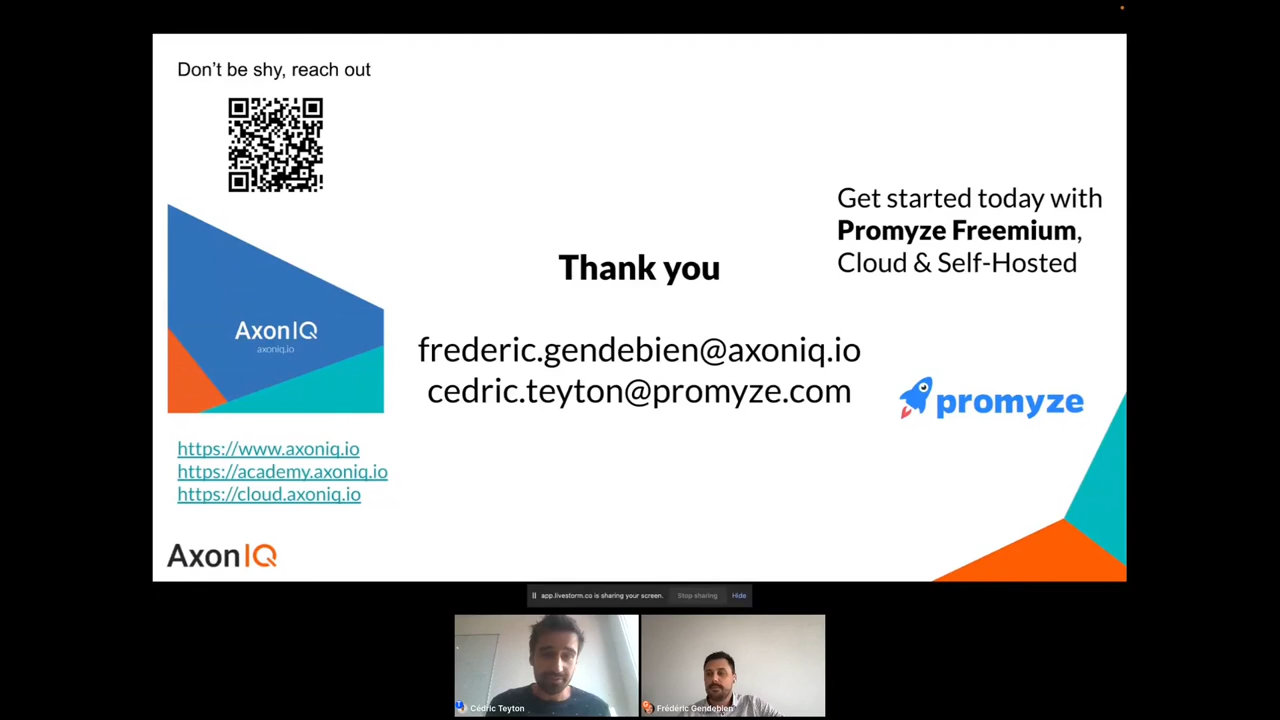 Don't be shy, reach out
AxonIQ
axoniq.io
https://www.axoniq.io
https://academy.axoniq.io
https://cloud.axoniq.io
AxonIQ
Thank you
frederic.gendebien@axoniq.io
cedric.teyton@promyze.com
Get started today with
Promyze Freemium,
Cloud & Self-Hosted
promyze
app.livestorm.co is sharing your screen. Stop sharing Hide
Cédric Teyton
Frédéric Gendebien